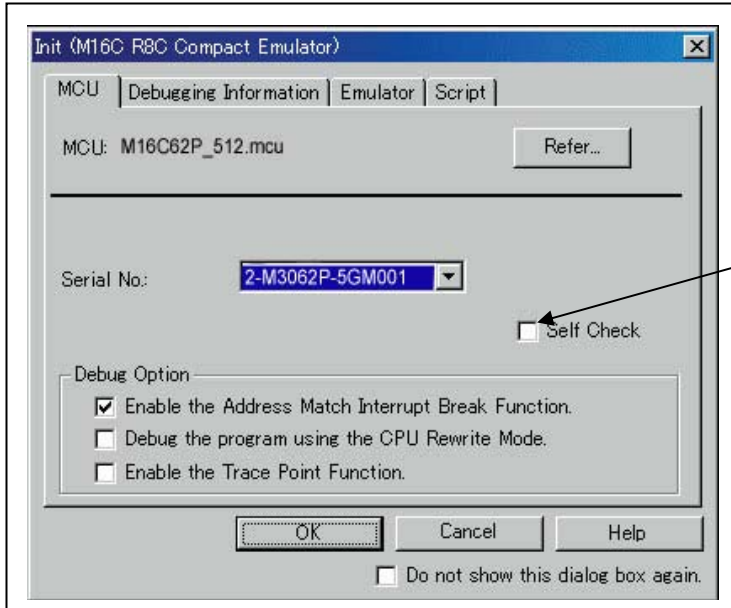 Init (M16C R8C Compact Emulator)
MCU Debugging Information Emulator Script
MCU: M16C62P_512.mcu Refer...
Serial No.: 2-M3062P-5GM001
Self Check
Debug Option
Enable the Address Match Interrupt Break Function.
Debug the program using the CPU Rewrite Mode.
Enable the Trace Point Function.
OK Cancel Help
Do not show this dialog box again.